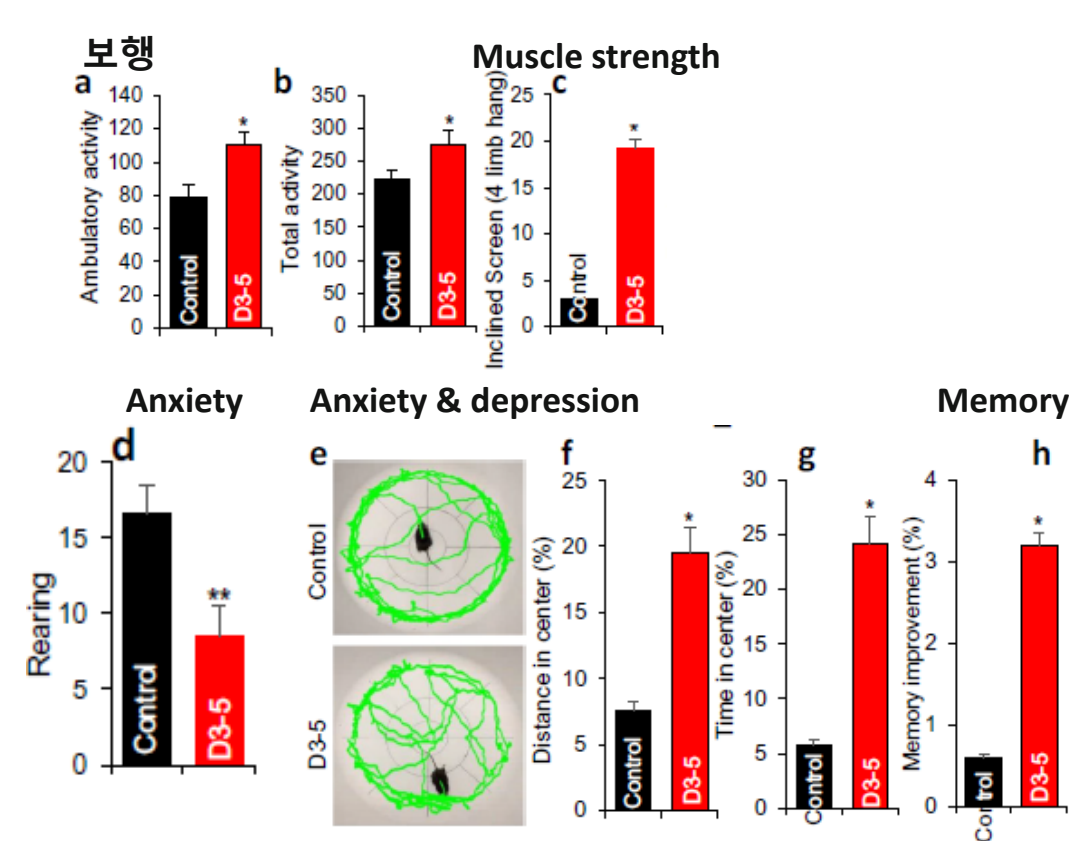 보행
Muscle strength
a
Ambulatory activity
140
120
100
80
60
40
20
0
*
Control
D3-5
b
Total activity
350
300
250
200
150
100
50
0
*
Control
D3-5
c
Inclined Screen (4 limb hang)
25
20
15
10
5
0
*
Control
D3-5
Anxiety
Anxiety & depression
Memory
d
Rearing
20
15
10
5
0
**
Control
D3-5
e
Control
D3-5
f
Distance in center (%)
25
20
15
10
5
0
*
Control
D3-5
g
Time in center (%)
30
25
20
15
10
5
0
*
Control
D3-5
h
Memory improvement (%)
4
3
2
1
0
*
Control
D3-5